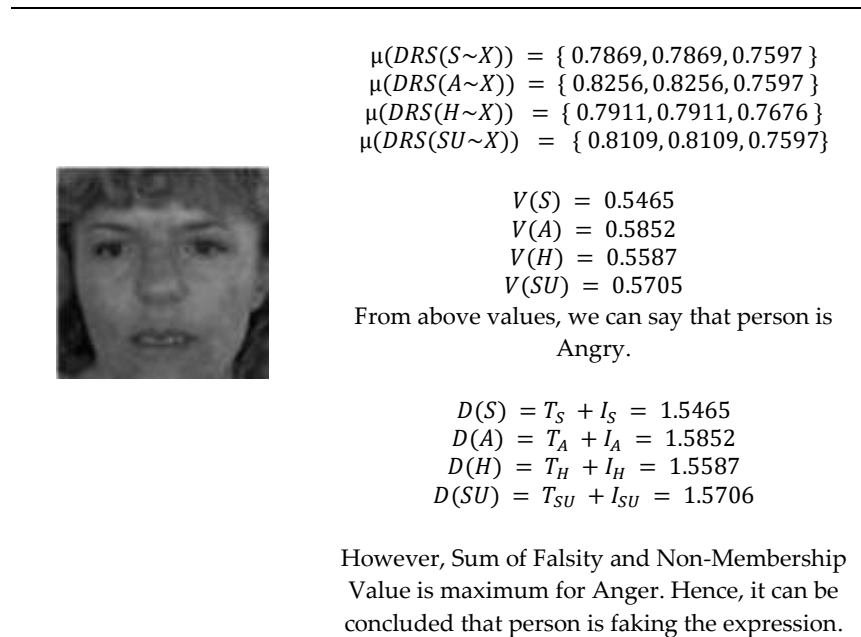 μ(DRS(S~X)) = { 0.7869, 0.7869, 0.7597 }
μ(DRS(A~X)) = { 0.8256, 0.8256, 0.7597 }
μ(DRS(H~X)) = { 0.7911, 0.7911, 0.7676 }
μ(DRS(SU~X)) = { 0.8109, 0.8109, 0.7597}
V(S) = 0.5465
V(A) = 0.5852
V(H) = 0.5587
V(SU) = 0.5705
From above values, we can say that person is
Angry.
D(S) = T_S + I_S = 1.5465
D(A) = T_A + I_A = 1.5852
D(H) = T_H + I_H = 1.5587
D(SU) = T_SU + I_SU = 1.5706
However, Sum of Falsity and Non-Membership
Value is maximum for Anger. Hence, it can be
concluded that person is faking the expression.